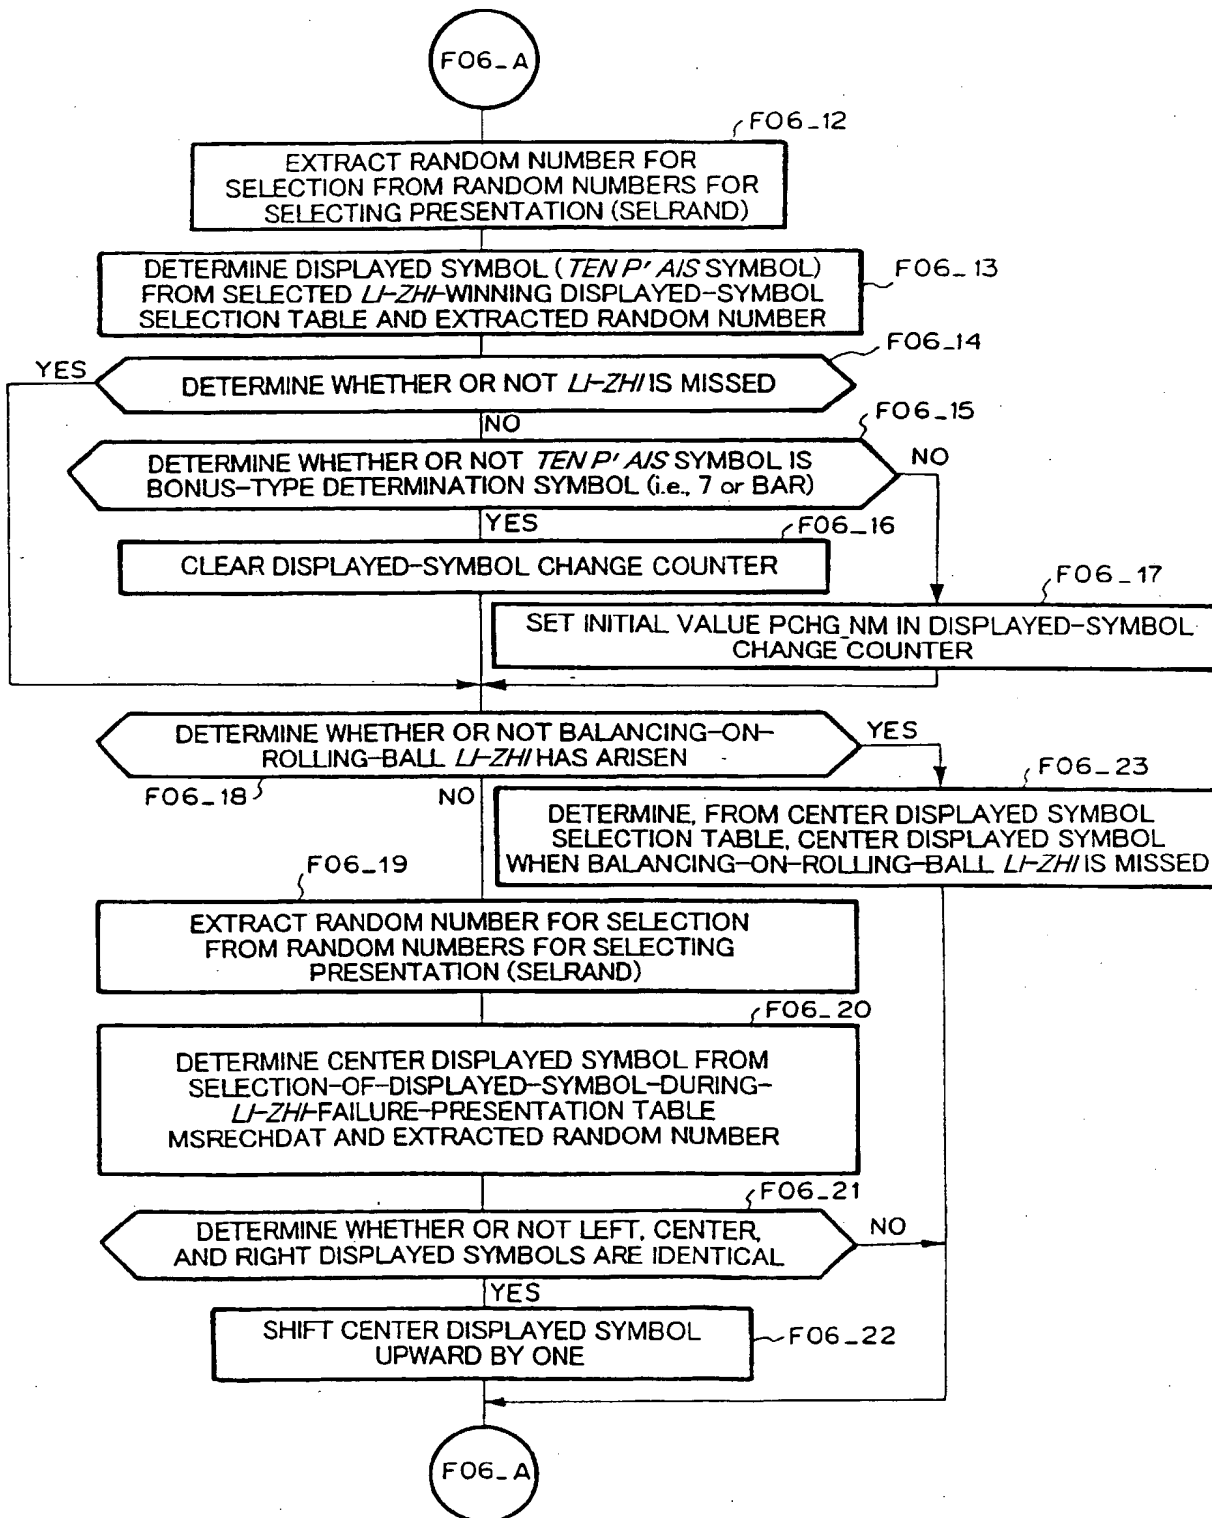 F06_A
F06_12
EXTRACT RANDOM NUMBER FOR
SELECTION FROM RANDOM NUMBERS FOR
SELECTING PRESENTATION (SELRAND)
F06_13
DETERMINE DISPLAYED SYMBOL (TEN P' AIS SYMBOL)
FROM SELECTED LI-ZHI-WINNING DISPLAYED-SYMBOL
SELECTION TABLE AND EXTRACTED RANDOM NUMBER
F06_14
YES
DETERMINE WHETHER OR NOT LI-ZHI IS MISSED
NO
F06_15
DETERMINE WHETHER OR NOT TEN P' AIS SYMBOL IS
BONUS-TYPE DETERMINATION SYMBOL (i.e., 7 or BAR)
NO
YES
F06_16
CLEAR DISPLAYED-SYMBOL CHANGE COUNTER
F06_17
SET INITIAL VALUE PCHG_NM IN DISPLAYED-SYMBOL
CHANGE COUNTER
DETERMINE WHETHER OR NOT BALANCING-ON-
ROLLING-BALL LI-ZHI HAS ARISEN
YES
F06_18
NO
F06_23
DETERMINE, FROM CENTER DISPLAYED SYMBOL
SELECTION TABLE, CENTER DISPLAYED SYMBOL
WHEN BALANCING-ON-ROLLING-BALL LI-ZHI IS MISSED
F06_19
EXTRACT RANDOM NUMBER FOR SELECTION
FROM RANDOM NUMBERS FOR SELECTING
PRESENTATION (SELRAND)
F06_20
DETERMINE CENTER DISPLAYED SYMBOL FROM
SELECTION-OF-DISPLAYED-SYMBOL-DURING-
LI-ZHI-FAILURE-PRESENTATION TABLE
MSRECHDAT AND EXTRACTED RANDOM NUMBER
F06_21
DETERMINE WHETHER OR NOT LEFT, CENTER,
AND RIGHT DISPLAYED SYMBOLS ARE IDENTICAL
NO
YES
SHIFT CENTER DISPLAYED SYMBOL
UPWARD BY ONE
F06_22
F06_A